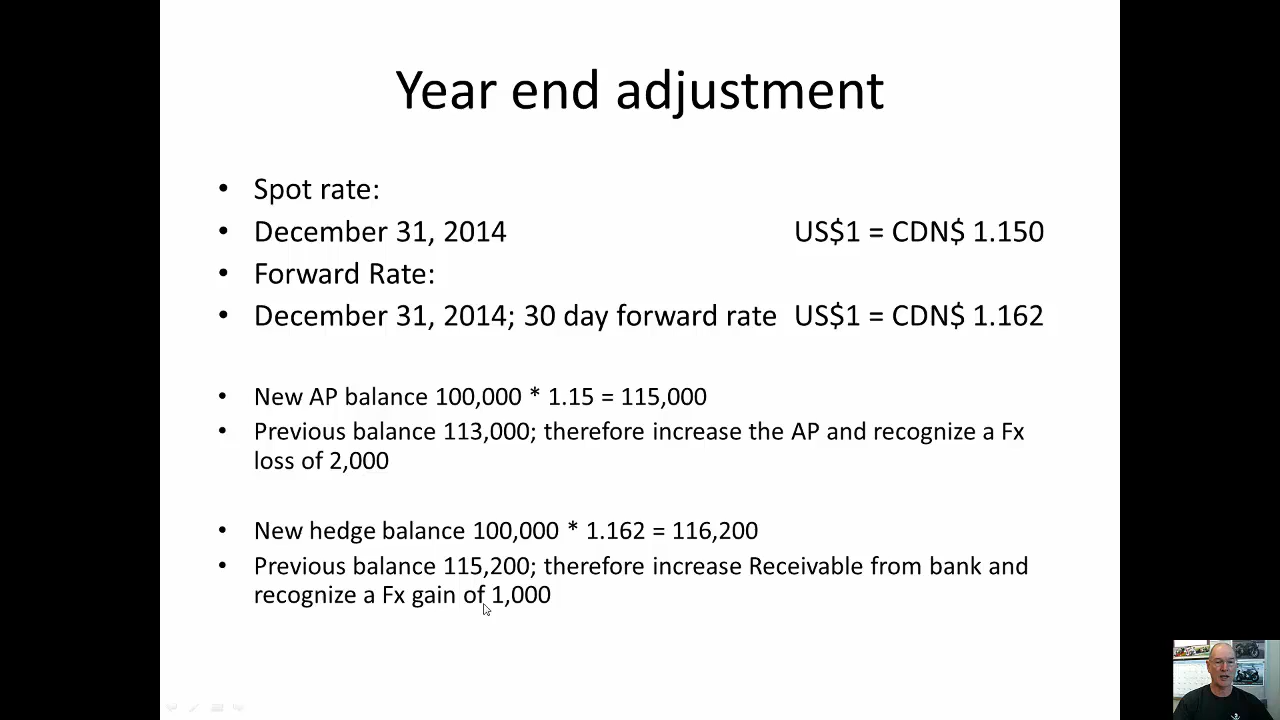 Year end adjustment
• Spot rate:
• December 31, 2014 US$1 = CDN$ 1.150
• Forward Rate:
• December 31, 2014; 30 day forward rate US$1 = CDN$ 1.162
• New AP balance 100,000 * 1.15 = 115,000
• Previous balance 113,000; therefore increase the AP and recognize a Fx
loss of 2,000
• New hedge balance 100,000 * 1.162 = 116,200
• Previous balance 115,200; therefore increase Receivable from bank and
recognize a Fx gain of 1,000